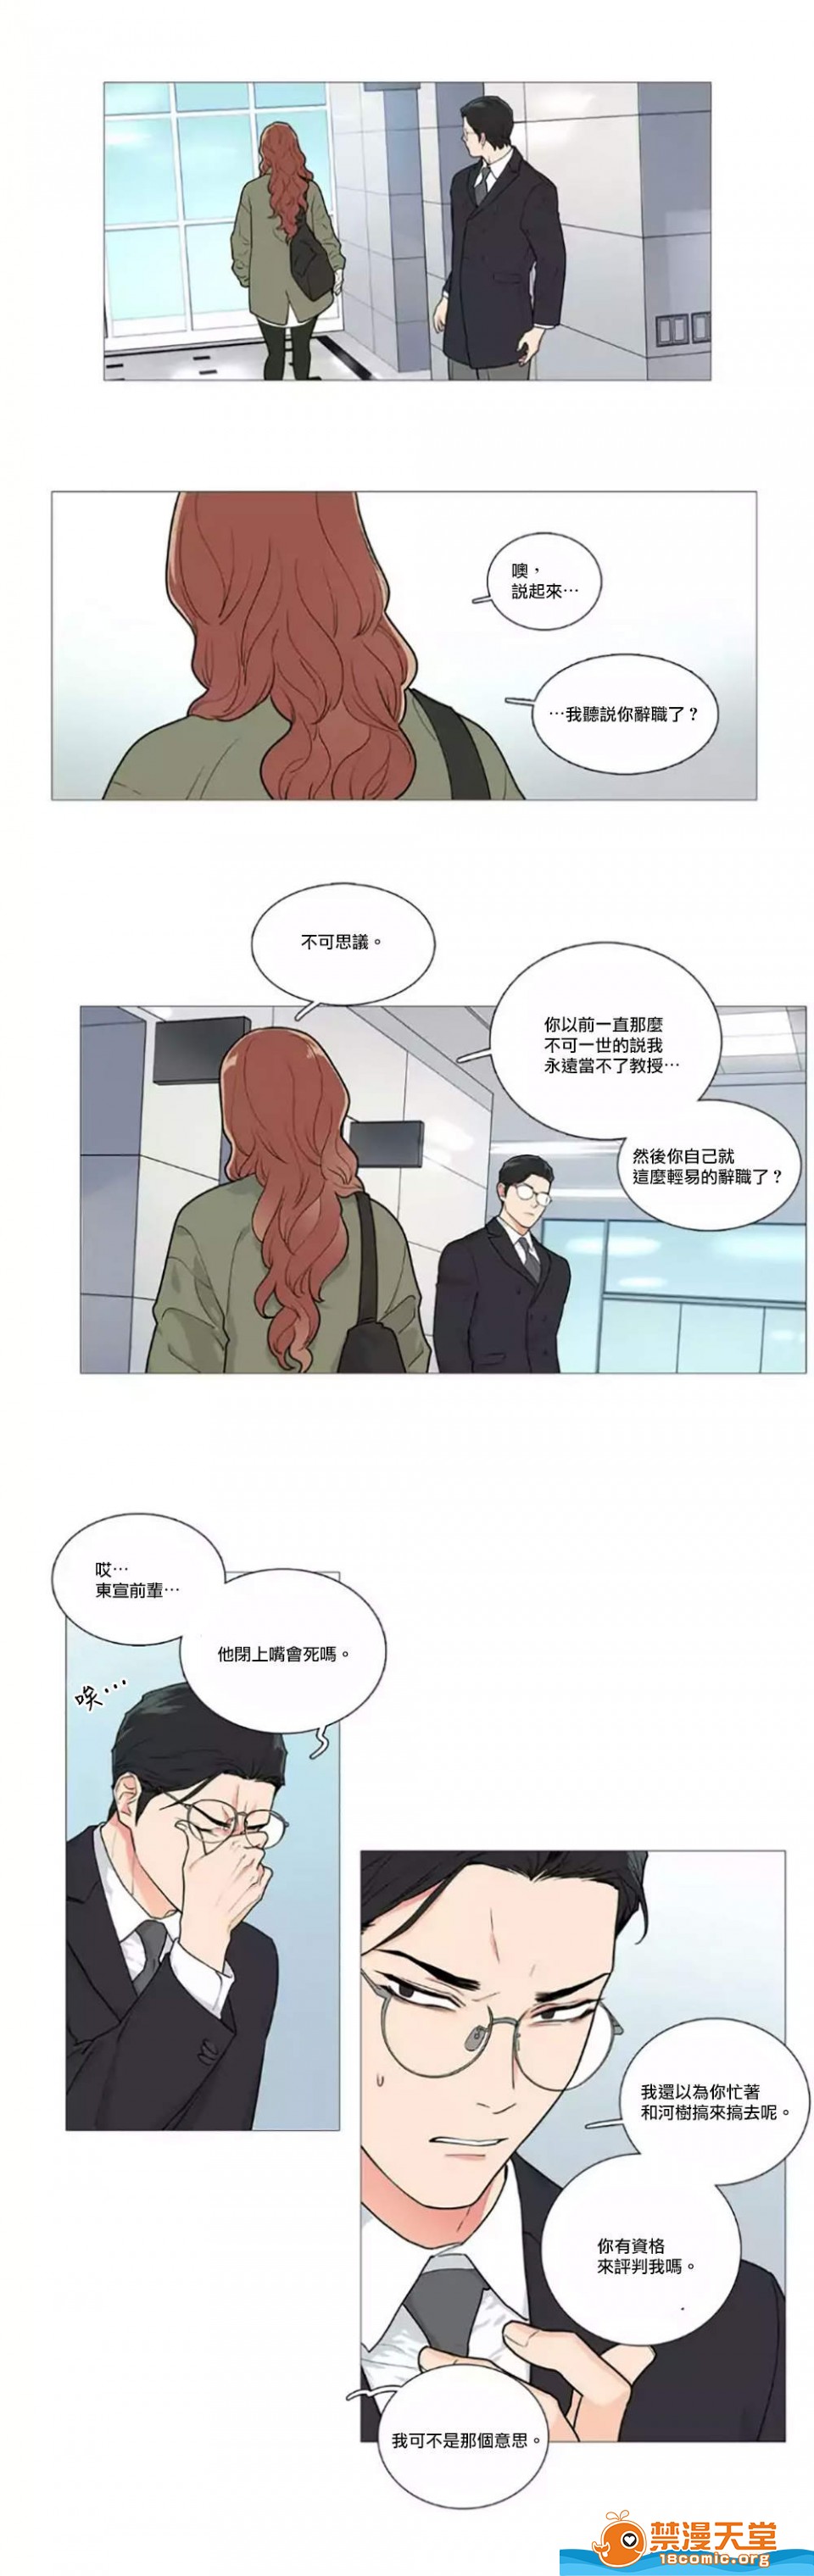 噢，
説起來…
…我聽説你辭職了？
不可思議。
你以前一直那麼
不可一世的説我
永遠當不了教授…
然後你自己就
這麼輕易的辭職了？
哎…
東宣前輩…
他閉上嘴會死嗎。
唉…
我還以為你忙著
和河樹搞來搞去呢。
你有資格
來評判我嗎。
我可不是那個意思。
禁漫天堂
18comic.org